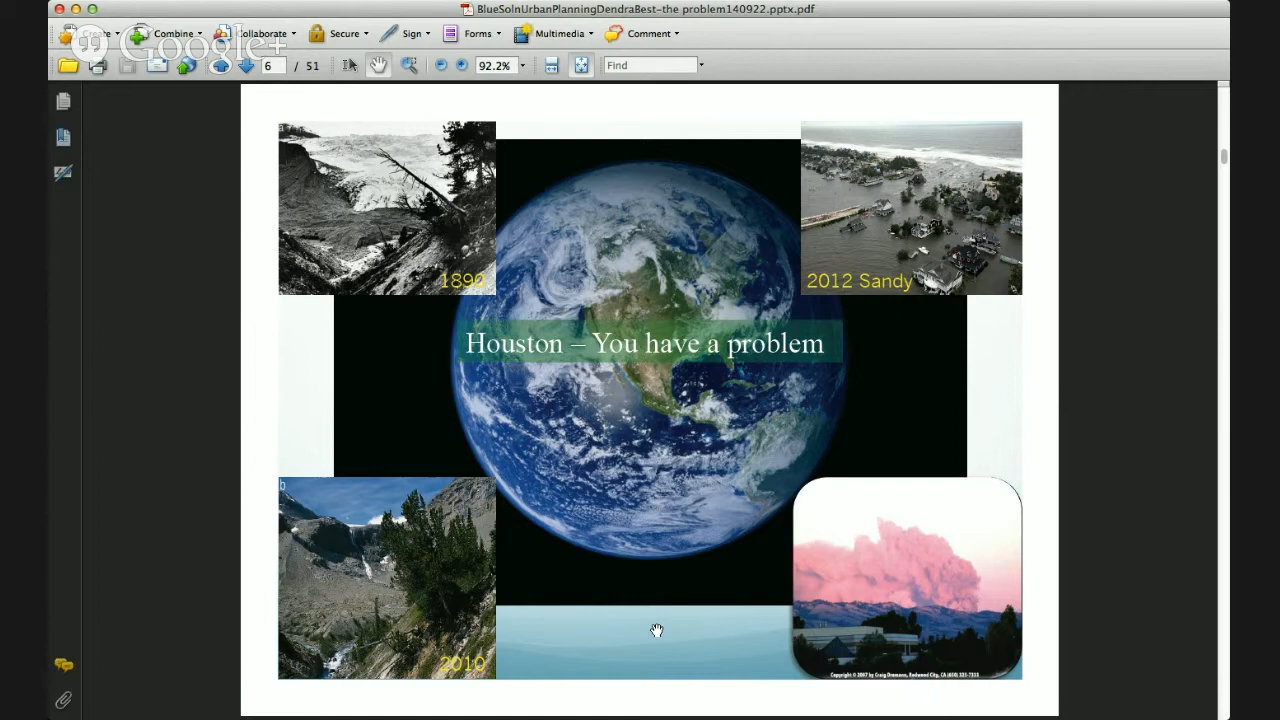 BlueSolnUrbanPlanningDendraBest-the problem140922.pptx.pdf
Create Combine Collaborate Secure Sign Forms Multimedia Comment
Google+
6 / 51 92.2% Find
a
1890
2012 Sandy
Houston – You have a problem
b
2010